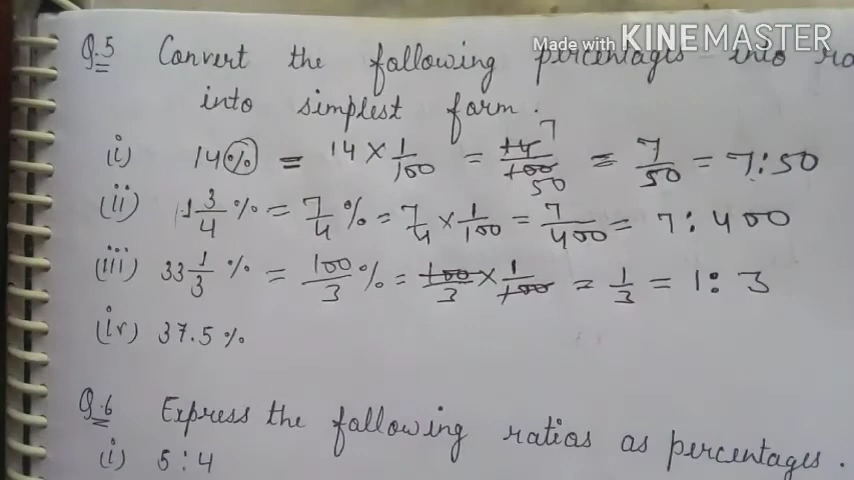 Made with KINEMASTER
Q.5 Convert the following percentages into
into simplest form.
(i) 14% = 14 × 1/100 = 14/100 7/50 = 7/50 = 7:50
(ii) 1 3/4 % = 7/4 % = 7/4 × 1/100 = 7/400 = 7:400
(iii) 33 1/3 % = 100/3 % = 100/3 × 1/100 = 1/3 = 1:3
(iv) 37.5%
Q.6 Express the following ratios as percentages.
(i) 5:4